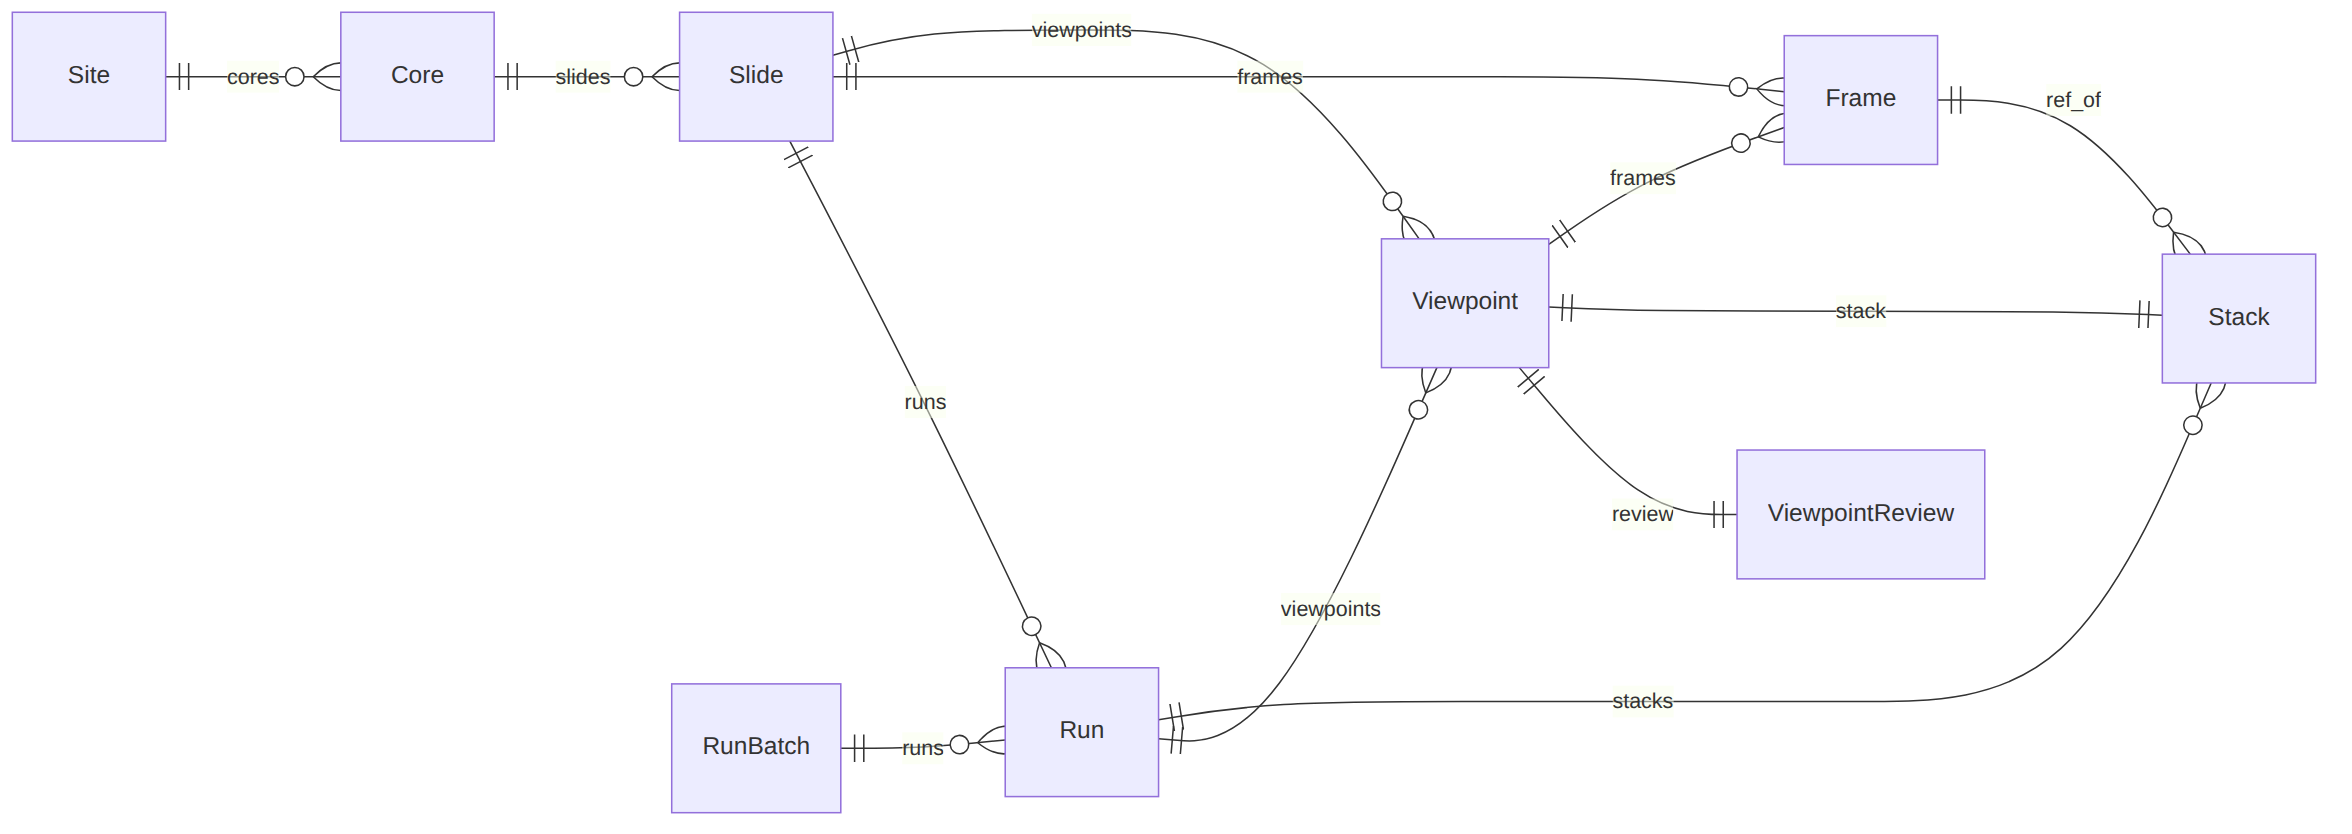 Site
cores
Core
slides
Slide
viewpoints
frames
Frame
ref_of
frames
Viewpoint
stack
Stack
runs
review
ViewpointReview
viewpoints
stacks
RunBatch
runs
Run